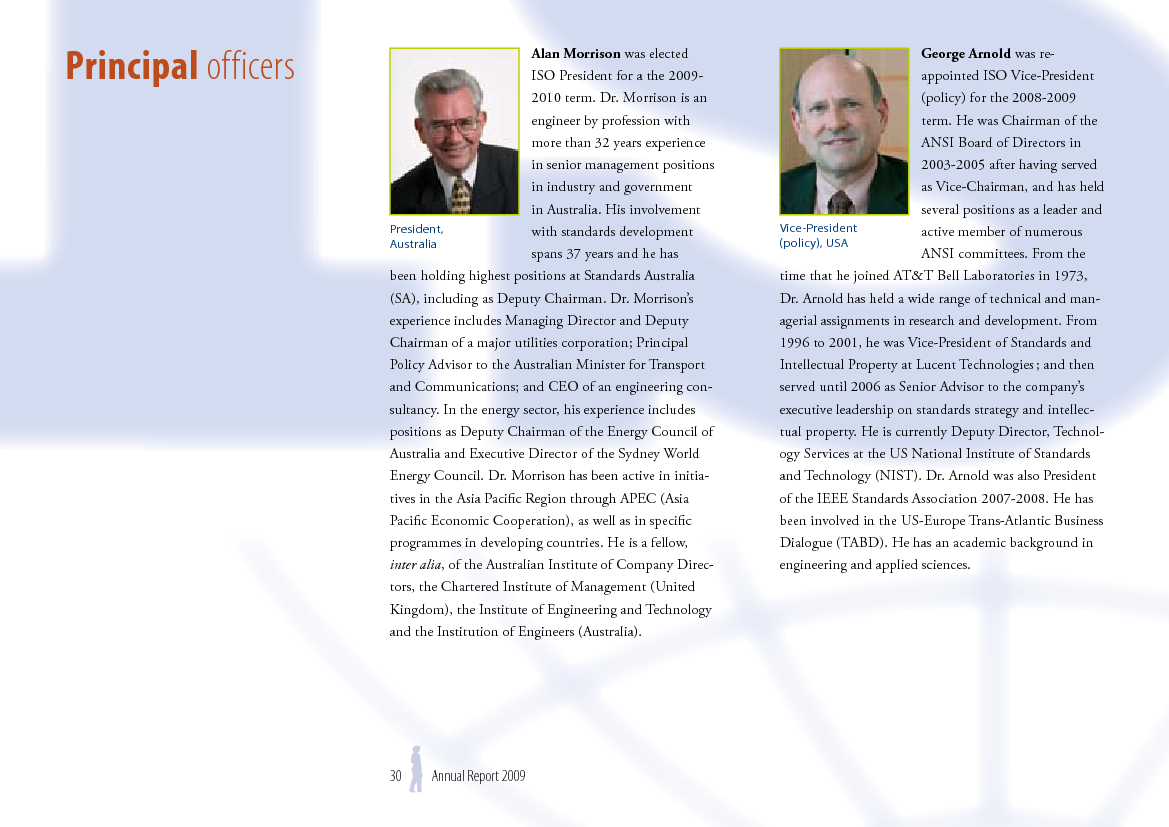 Principal officers
Alan Morrison was elected
ISO President for a the 2009-
2010 term. Dr. Morrison is an
engineer by profession with
more than 32 years experience
in senior management positions
in industry and government
in Australia. His involvement
with standards development
spans 37 years and he has
President,
Australia
been holding highest positions at Standards Australia
(SA), including as Deputy Chairman. Dr. Morrison's
experience includes Managing Director and Deputy
Chairman of a major utilities corporation; Principal
Policy Advisor to the Australian Minister for Transport
and Communications; and CEO of an engineering con-
sultancy. In the energy sector, his experience includes
positions as Deputy Chairman of the Energy Council of
Australia and Executive Director of the Sydney World
Energy Council. Dr. Morrison has been active in initia-
tives in the Asia Pacific Region through APEC (Asia
Pacific Economic Cooperation), as well as in specific
programmes in developing countries. He is a fellow,
inter alia, of the Australian Institute of Company Direc-
tors, the Chartered Institute of Management (United
Kingdom), the Institute of Engineering and Technology
and the Institution of Engineers (Australia).
George Arnold was re-
appointed ISO Vice-President
(policy) for the 2008-2009
term. He was Chairman of the
ANSI Board of Directors in
2003-2005 after having served
as Vice-Chairman, and has held
several positions as a leader and
active member of numerous
ANSI committees. From the
Vice-President
(policy), USA
time that he joined AT&T Bell Laboratories in 1973,
Dr. Arnold has held a wide range of technical and man-
agerial assignments in research and development. From
1996 to 2001, he was Vice-President of Standards and
Intellectual Property at Lucent Technologies ; and then
served until 2006 as Senior Advisor to the company's
executive leadership on standards strategy and intellec-
tual property. He is currently Deputy Director, Technol-
ogy Services at the US National Institute of Standards
and Technology (NIST). Dr. Arnold was also President
of the IEEE Standards Association 2007-2008. He has
been involved in the US-Europe Trans-Atlantic Business
Dialogue (TABD). He has an academic background in
engineering and applied sciences.
30 Annual Report 2009